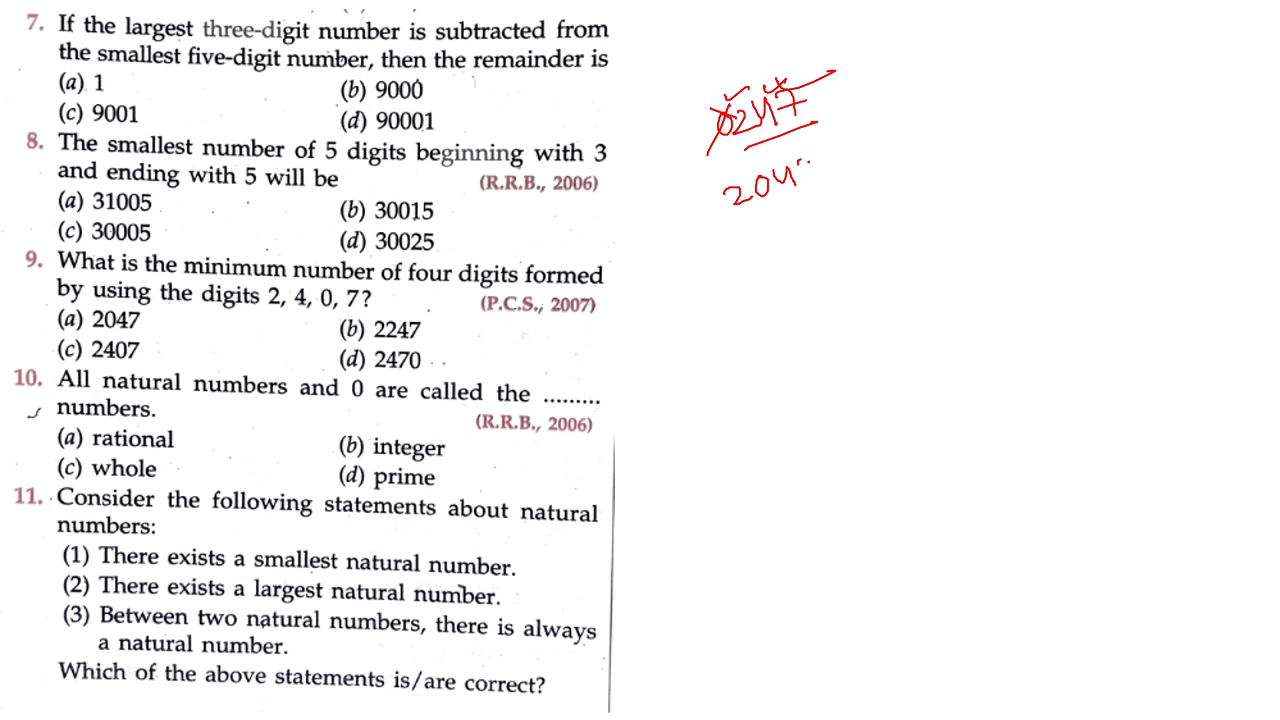 7. If the largest three-digit number is subtracted from
the smallest five-digit number, then the remainder is
(a) 1 (b) 9000
(c) 9001 (d) 90001
8. The smallest number of 5 digits beginning with 3
and ending with 5 will be (R.R.B., 2006)
(a) 31005 (b) 30015
(c) 30005 (d) 30025
9. What is the minimum number of four digits formed
by using the digits 2, 4, 0, 7? (P.C.S., 2007)
(a) 2047 (b) 2247
(c) 2407 (d) 2470
10. All natural numbers and 0 are called the .........
numbers. (R.R.B., 2006)
(a) rational (b) integer
(c) whole (d) prime
11. Consider the following statements about natural
numbers:
(1) There exists a smallest natural number.
(2) There exists a largest natural number.
(3) Between two natural numbers, there is always
a natural number.
Which of the above statements is/are correct?
0247
204